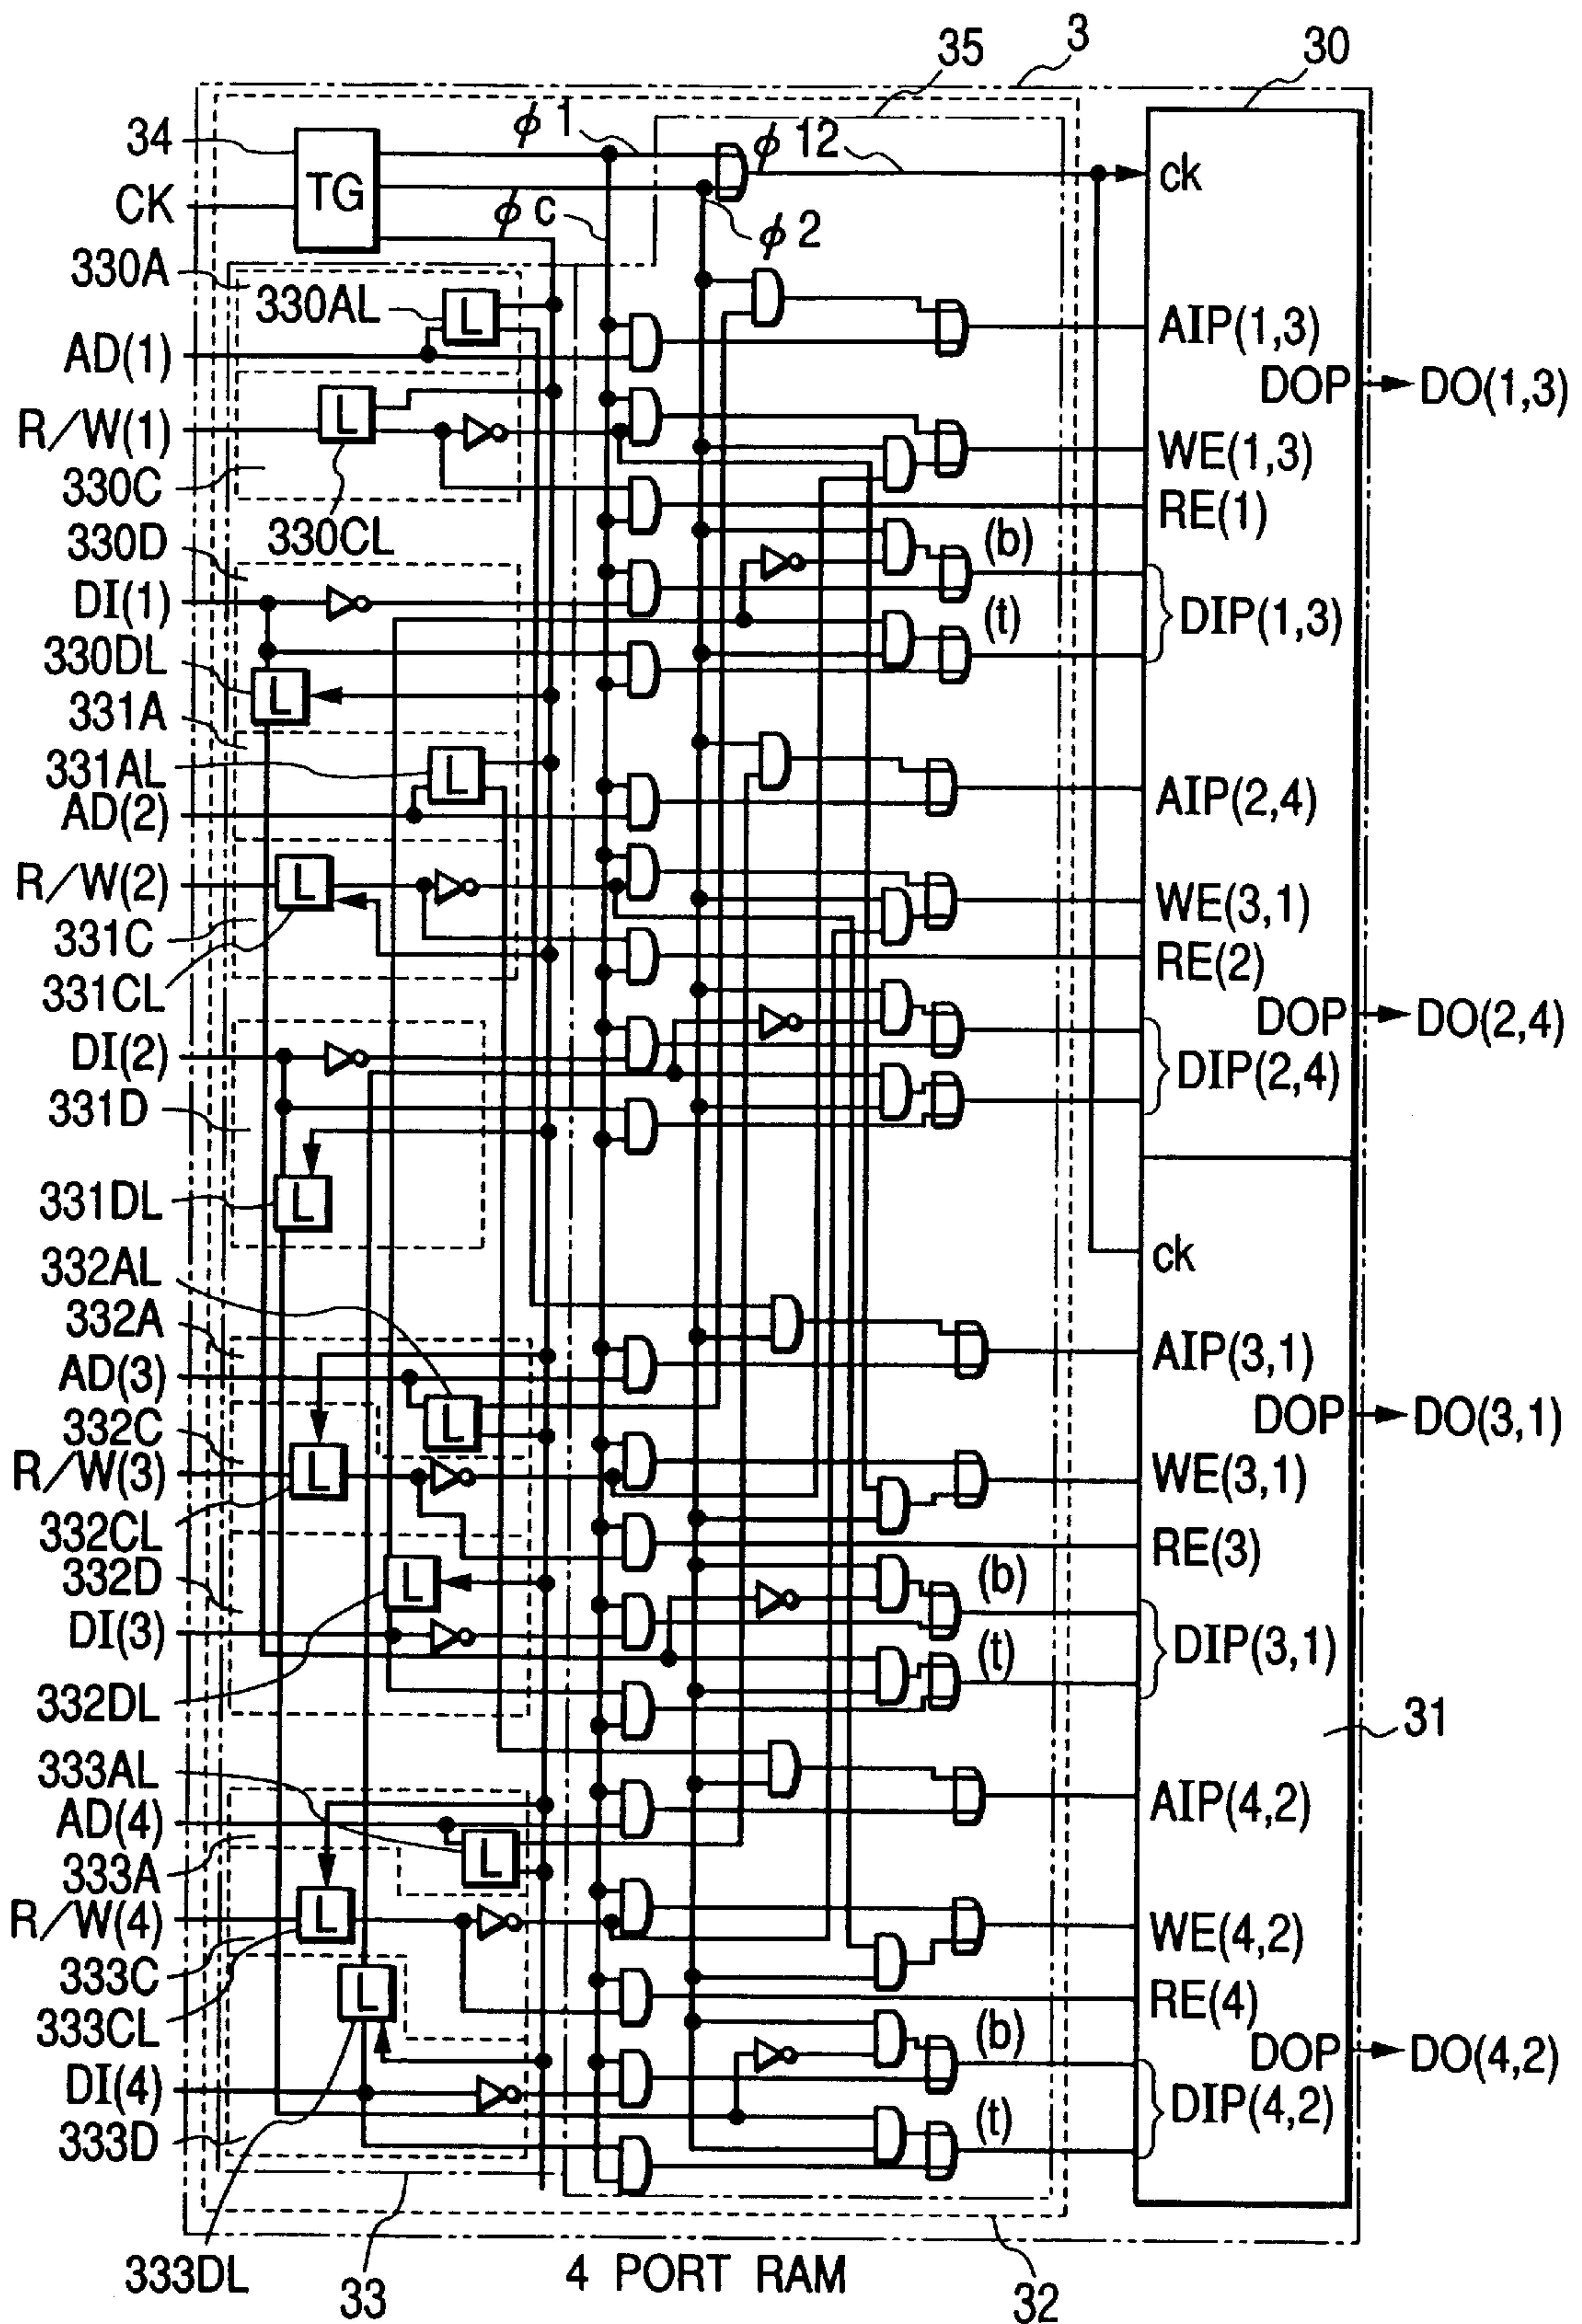 3
35
30
34
ϕ 1
ϕ 12
ck
TG
CK
ϕ c
ϕ 2
330A
330AL
L
AD(1)
AIP(1,3)
DOP
DO(1,3)
L
R/W(1)
WE(1,3)
330C
RE(1)
330CL
330D
(b)
DI(1)
(t)
DIP(1,3)
330DL
L
331A
331AL
L
AD(2)
AIP(2,4)
R/W(2)
L
WE(3,1)
331C
RE(2)
331CL
DOP
DO(2,4)
DI(2)
DIP(2,4)
331D
331DL
L
ck
332AL
332A
AD(3)
AIP(3,1)
L
DOP
DO(3,1)
332C
R/W(3)
L
WE(3,1)
332CL
RE(3)
332D
L
(b)
DI(3)
DIP(3,1)
(t)
332DL
31
333AL
AD(4)
AIP(4,2)
L
333A
R/W(4)
L
WE(4,2)
333C
L
RE(4)
333CL
(b)
DOP
DO(4,2)
DI(4)
DIP(4,2)
333D
(t)
333DL
33
4 PORT RAM
32